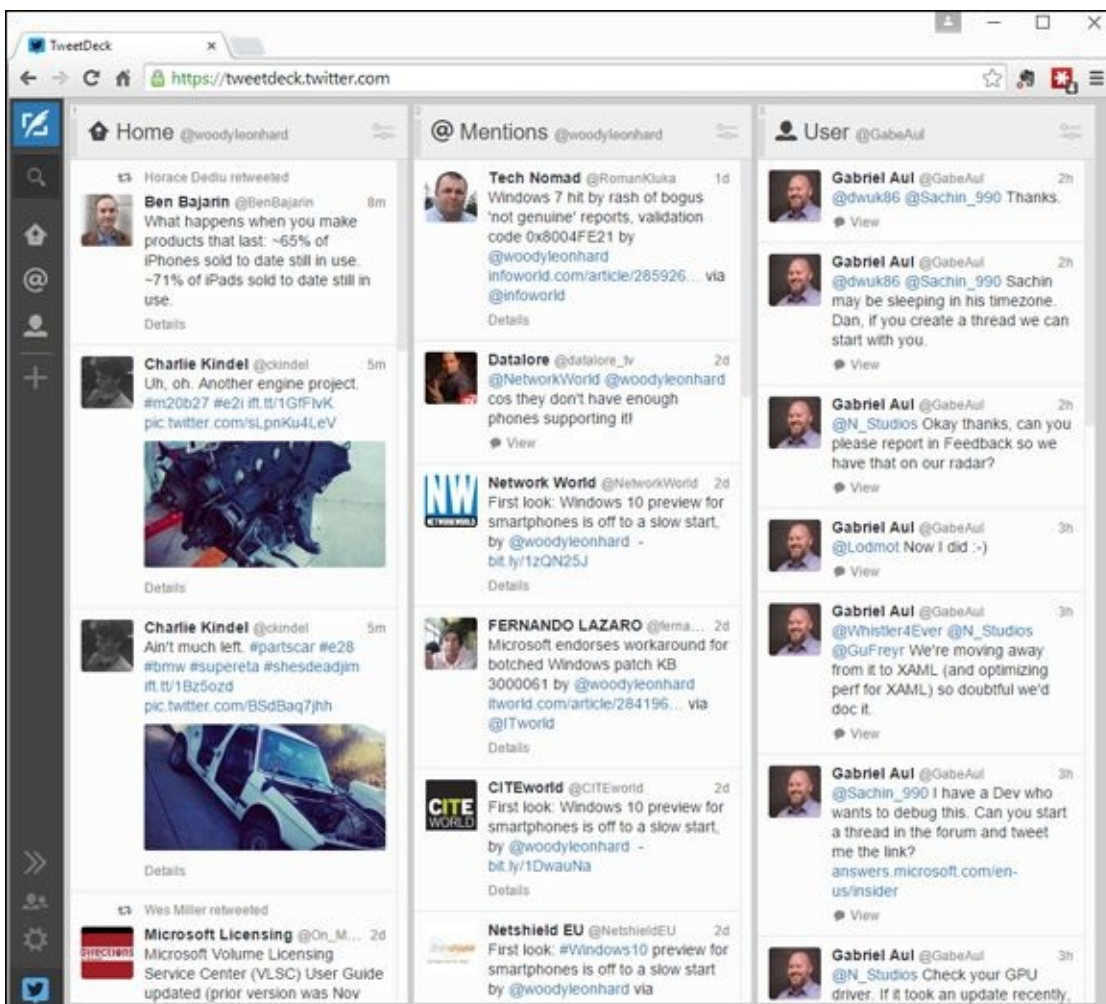 TweetDeck
https://tweetdeck.twitter.com
1
Home @woodyleonhard
Horace Dediu retweeted
Ben Bajarin @BenBajarin 8m
What happens when you make
products that last: ~65% of
iPhones sold to date still in use.
~71% of iPads sold to date still in
use.
Details
Charlie Kindel @ckindel 5m
Uh, oh. Another engine project.
#m20b27 #e2i ift.tt/1GfFlvK
pic.twitter.com/sLpnKu4LeV
Details
Charlie Kindel @ckindel 5m
Ain't much left. #partscar #e28
#bmw #supereta #shesdeadjim
ift.tt/1Bz5ozd
pic.twitter.com/BSdBaq7jhh
Details
Wes Miller retweeted
Microsoft Licensing @On_M... 2d
DIRECTIONS
Microsoft Volume Licensing
Service Center (VLSC) User Guide
updated (prior version was Nov
2
@ Mentions @woodyleonhard
Tech Nomad @RomanKluka 1d
Windows 7 hit by rash of bogus
'not genuine' reports, validation
code 0x8004FE21 by
@woodyleonhard
infoworld.com/article/285926... via
@infoworld
Details
Datalore @datalore_tv 2d
@NetworkWorld @woodyleonhard
cos they don't have enough
phones supporting it!
View
NW
NETWORKWORLD
Network World @NetworkWorld 2d
First look: Windows 10 preview for
smartphones is off to a slow start,
by @woodyleonhard -
bit.ly/1zQN25J
Details
FERNANDO LAZARO @ferna... 2d
Microsoft endorses workaround for
botched Windows patch KB
3000061 by @woodyleonhard
itworld.com/article/284196... via
@ITworld
Details
CITE
WORLD
CITEworld @CITEworld 2d
First look: Windows 10 preview for
smartphones is off to a slow start,
by @woodyleonhard -
bit.ly/1DwauNa
Details
Netshield EU @NetshieldEU 2d
First look: #Windows10 preview for
smartphones is off to a slow start
by @woodyleonhard via
3
User @GabeAul
Gabriel Aul @GabeAul 2h
@dwuk86 @Sachin_990 Thanks.
View
Gabriel Aul @GabeAul 2h
@dwuk86 @Sachin_990 Sachin
may be sleeping in his timezone.
Dan, if you create a thread we can
start with you.
View
Gabriel Aul @GabeAul 2h
@N_Studios Okay thanks, can you
please report in Feedback so we
have that on our radar?
View
Gabriel Aul @GabeAul 3h
@Lodmot Now I did :-)
View
Gabriel Aul @GabeAul 3h
@Whistler4Ever @N_Studios
@GuFreyr We're moving away
from it to XAML (and optimizing
perf for XAML) so doubtful we'd
doc it.
View
Gabriel Aul @GabeAul 3h
@Sachin_990 I have a Dev who
wants to debug this. Can you start
a thread in the forum and tweet
me the link?
answers.microsoft.com/en-
us/insider
View
Gabriel Aul @GabeAul 3h
@N_Studios Check your GPU
driver. If it took an update recently,